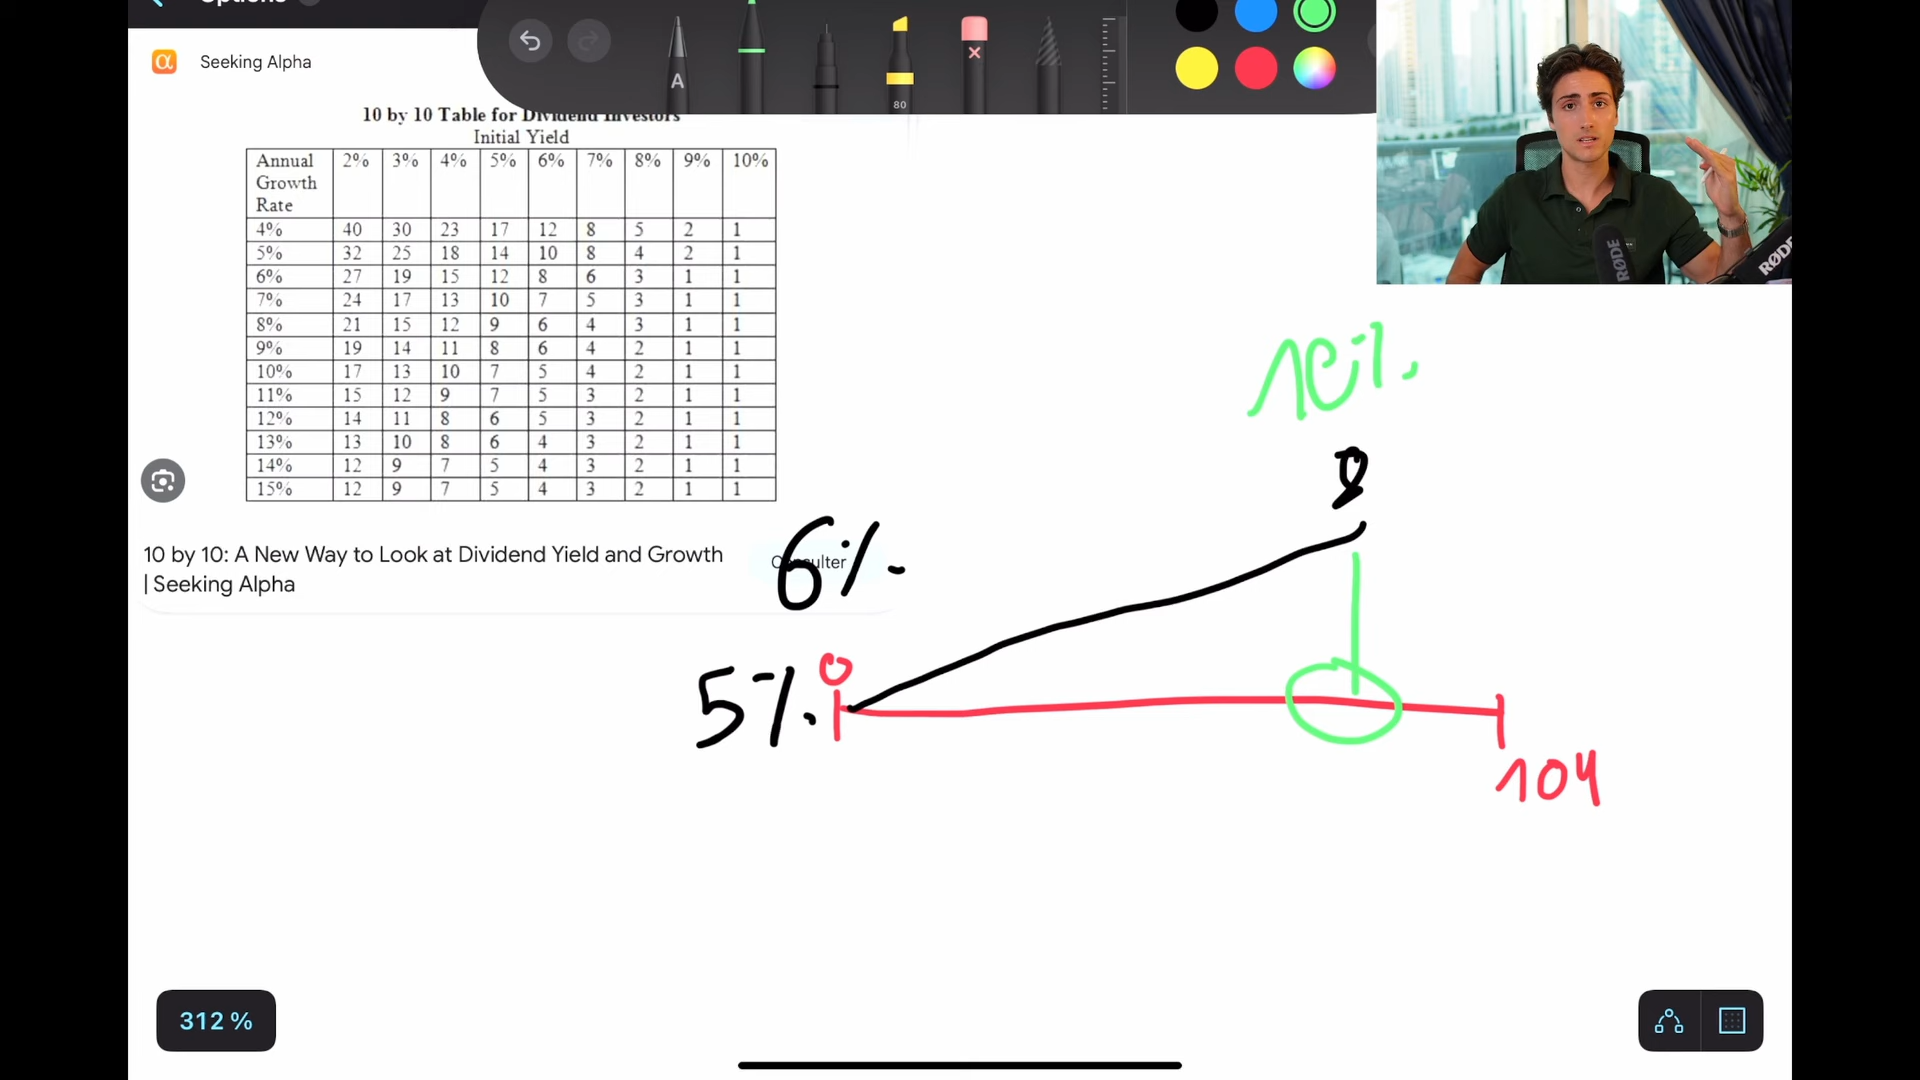 Options
Seeking Alpha
A
80
10 by 10 Table for Dividend Investors
Initial Yield
Annual Growth Rate 2% 3% 4% 5% 6% 7% 8% 9% 10%
4% 40 30 23 17 12 8 5 2 1
5% 32 25 18 14 10 8 4 2 1
6% 27 19 15 12 8 6 3 1 1
7% 24 17 13 10 7 5 3 1 1
8% 21 15 12 9 6 4 3 1 1
9% 19 14 11 8 6 4 2 1 1
10% 17 13 10 7 5 4 2 1 1
11% 15 12 9 7 5 3 2 1 1
12% 14 11 8 6 5 3 2 1 1
13% 13 10 8 6 4 3 2 1 1
14% 12 9 7 5 4 3 2 1 1
15% 12 9 7 5 4 3 2 1 1
10 by 10: A New Way to Look at Dividend Yield and Growth
| Seeking Alpha
Consulter
RØDE
RØDE
10%.
8
6%.
5%.
0
104
312 %